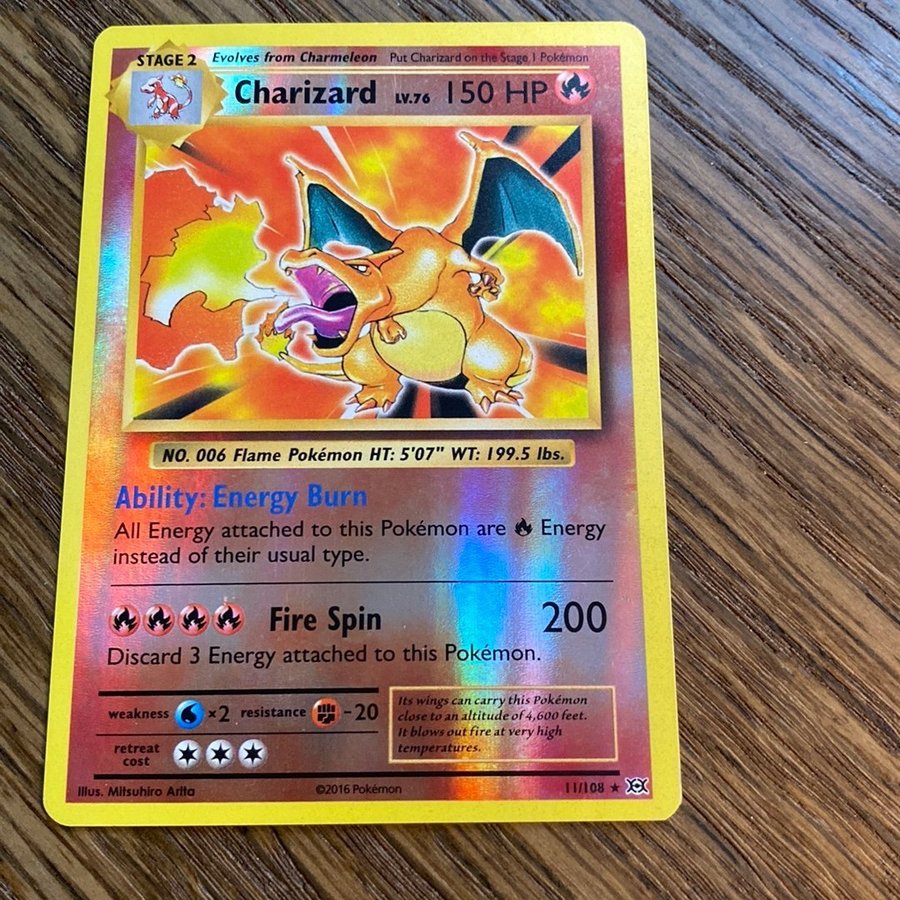 STAGE 2 Evolves from Charmeleon Put Charizard on the Stage 1 Pokémon
Charizard LV.76 150 HP
NO. 006 Flame Pokémon HT: 5'07" WT: 199.5 lbs.
Ability: Energy Burn
All Energy attached to this Pokémon are Energy
instead of their usual type.
Fire Spin 200
Discard 3 Energy attached to this Pokémon.
weakness ×2 resistance -20
retreat
cost
Its wings can carry this Pokémon
close to an altitude of 4,600 feet.
It blows out fire at very high
temperatures.
Illus. Mitsuhiro Arita ©2016 Pokémon 11/108 ★